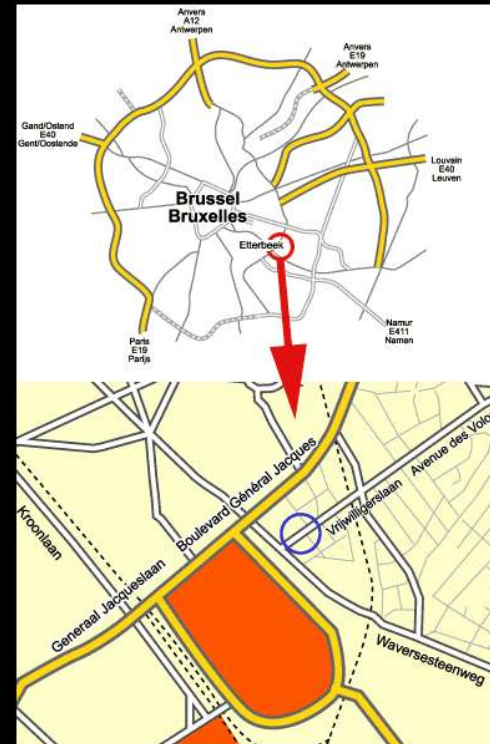 Anvers
A12
Antwerpen
Anvers
E19
Antwerpen
Gand/Ostend
E40
Gent/Oostende
Louvain
E40
Leuven
Brussel
Bruxelles
Etterbeek
Namur
E411
Namen
Paris
E19
Parijs
Boulevard Général Jacques
Avenue des Volo
Vrijwilligerslaan
Kroonlaan
Generaal Jacqueslaan
Waversesteenweg